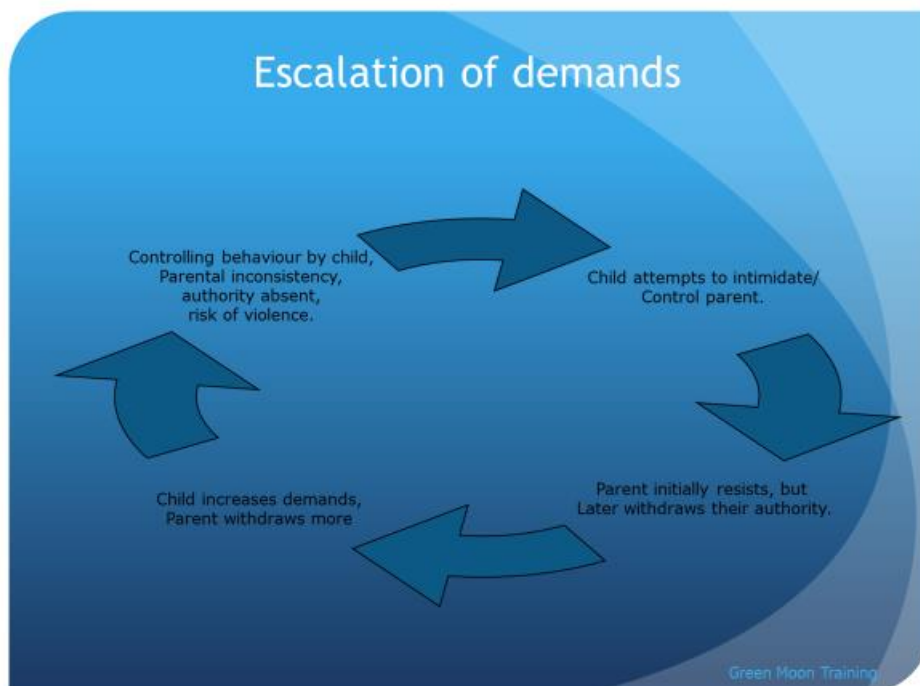 Escalation of demands
Controlling behaviour by child,
Parental inconsistency,
authority absent,
risk of violence.
Child attempts to intimidate/
Control parent.
Parent initially resists, but
Later withdraws their authority.
Child increases demands,
Parent withdraws more
Green Moon Training